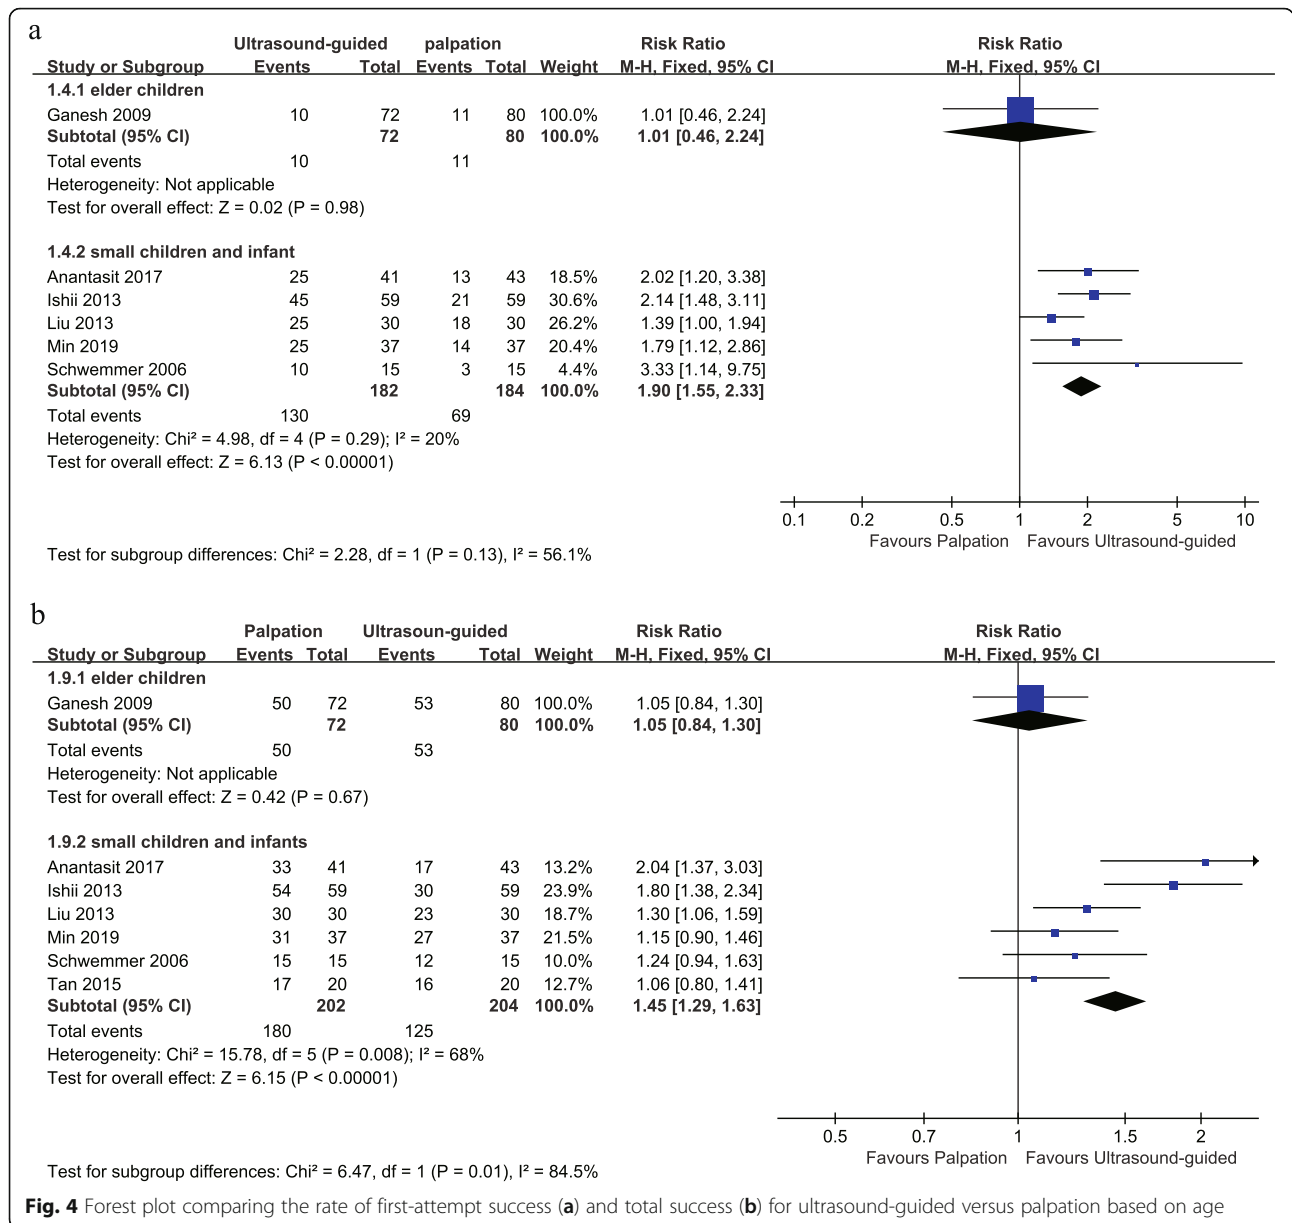 a
Ultrasound-guided palpation Risk Ratio Risk Ratio
Study or Subgroup Events Total Events Total Weight M-H, Fixed, 95% CI M-H, Fixed, 95% CI
1.4.1 elder children
Ganesh 2009 10 72 11 80 100.0% 1.01 [0.46, 2.24]
Subtotal (95% CI) 72 80 100.0% 1.01 [0.46, 2.24]
Total events 10 11
Heterogeneity: Not applicable
Test for overall effect: Z = 0.02 (P = 0.98)
1.4.2 small children and infant
Anantasit 2017 25 41 13 43 18.5% 2.02 [1.20, 3.38]
Ishii 2013 45 59 21 59 30.6% 2.14 [1.48, 3.11]
Liu 2013 25 30 18 30 26.2% 1.39 [1.00, 1.94]
Min 2019 25 37 14 37 20.4% 1.79 [1.12, 2.86]
Schwemmer 2006 10 15 3 15 4.4% 3.33 [1.14, 9.75]
Subtotal (95% CI) 182 184 100.0% 1.90 [1.55, 2.33]
Total events 130 69
Heterogeneity: Chi² = 4.98, df = 4 (P = 0.29); I² = 20%
Test for overall effect: Z = 6.13 (P < 0.00001)
0.1 0.2 0.5 1 2 5 10
Favours Palpation Favours Ultrasound-guided
Test for subgroup differences: Chi² = 2.28, df = 1 (P = 0.13), I² = 56.1%
b
Palpation Ultrasoun-guided Risk Ratio Risk Ratio
Study or Subgroup Events Total Events Total Weight M-H, Fixed, 95% CI M-H, Fixed, 95% CI
1.9.1 elder children
Ganesh 2009 50 72 53 80 100.0% 1.05 [0.84, 1.30]
Subtotal (95% CI) 72 80 100.0% 1.05 [0.84, 1.30]
Total events 50 53
Heterogeneity: Not applicable
Test for overall effect: Z = 0.42 (P = 0.67)
1.9.2 small children and infants
Anantasit 2017 33 41 17 43 13.2% 2.04 [1.37, 3.03]
Ishii 2013 54 59 30 59 23.9% 1.80 [1.38, 2.34]
Liu 2013 30 30 23 30 18.7% 1.30 [1.06, 1.59]
Min 2019 31 37 27 37 21.5% 1.15 [0.90, 1.46]
Schwemmer 2006 15 15 12 15 10.0% 1.24 [0.94, 1.63]
Tan 2015 17 20 16 20 12.7% 1.06 [0.80, 1.41]
Subtotal (95% CI) 202 204 100.0% 1.45 [1.29, 1.63]
Total events 180 125
Heterogeneity: Chi² = 15.78, df = 5 (P = 0.008); I² = 68%
Test for overall effect: Z = 6.15 (P < 0.00001)
0.5 0.7 1 1.5 2
Favours Palpation Favours Ultrasound-guided
Test for subgroup differences: Chi² = 6.47, df = 1 (P = 0.01), I² = 84.5%
Fig. 4 Forest plot comparing the rate of first-attempt success (a) and total success (b) for ultrasound-guided versus palpation based on age